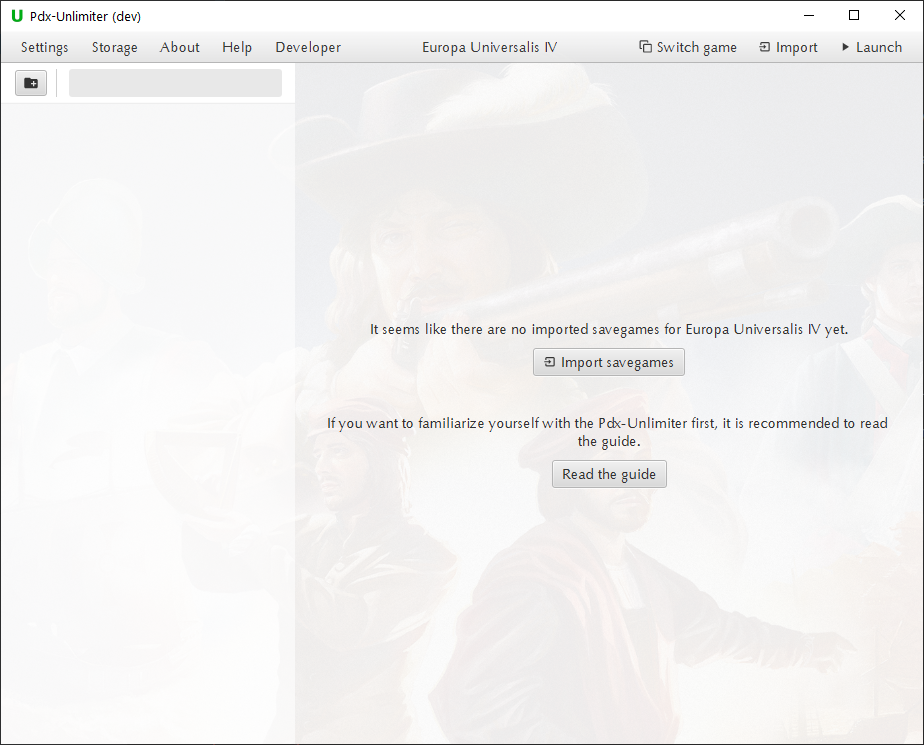 Pdx-Unlimiter (dev)
Settings Storage About Help Developer Europa Universalis IV Switch game Import Launch
It seems like there are no imported savegames for Europa Universalis IV yet.
Import savegames
If you want to familiarize yourself with the Pdx-Unlimiter first, it is recommended to read
the guide.
Read the guide